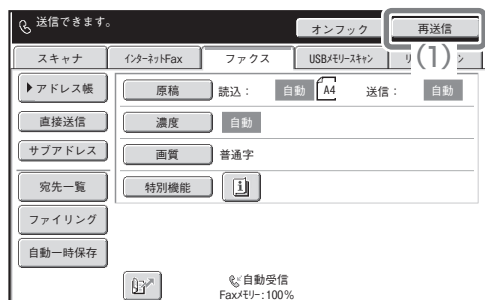 送信できます。
オンフック 再送信
スキャナ インターネットFax ファクス USBメモリースキャン
(1)
アドレス帳 原稿 読込： 自動 A4 送信： 自動
直接送信 濃度 自動
サブアドレス 画質 普通字
宛先一覧 特別機能
ファイリング
自動一時保存
自動受信
Faxメモリー:100%